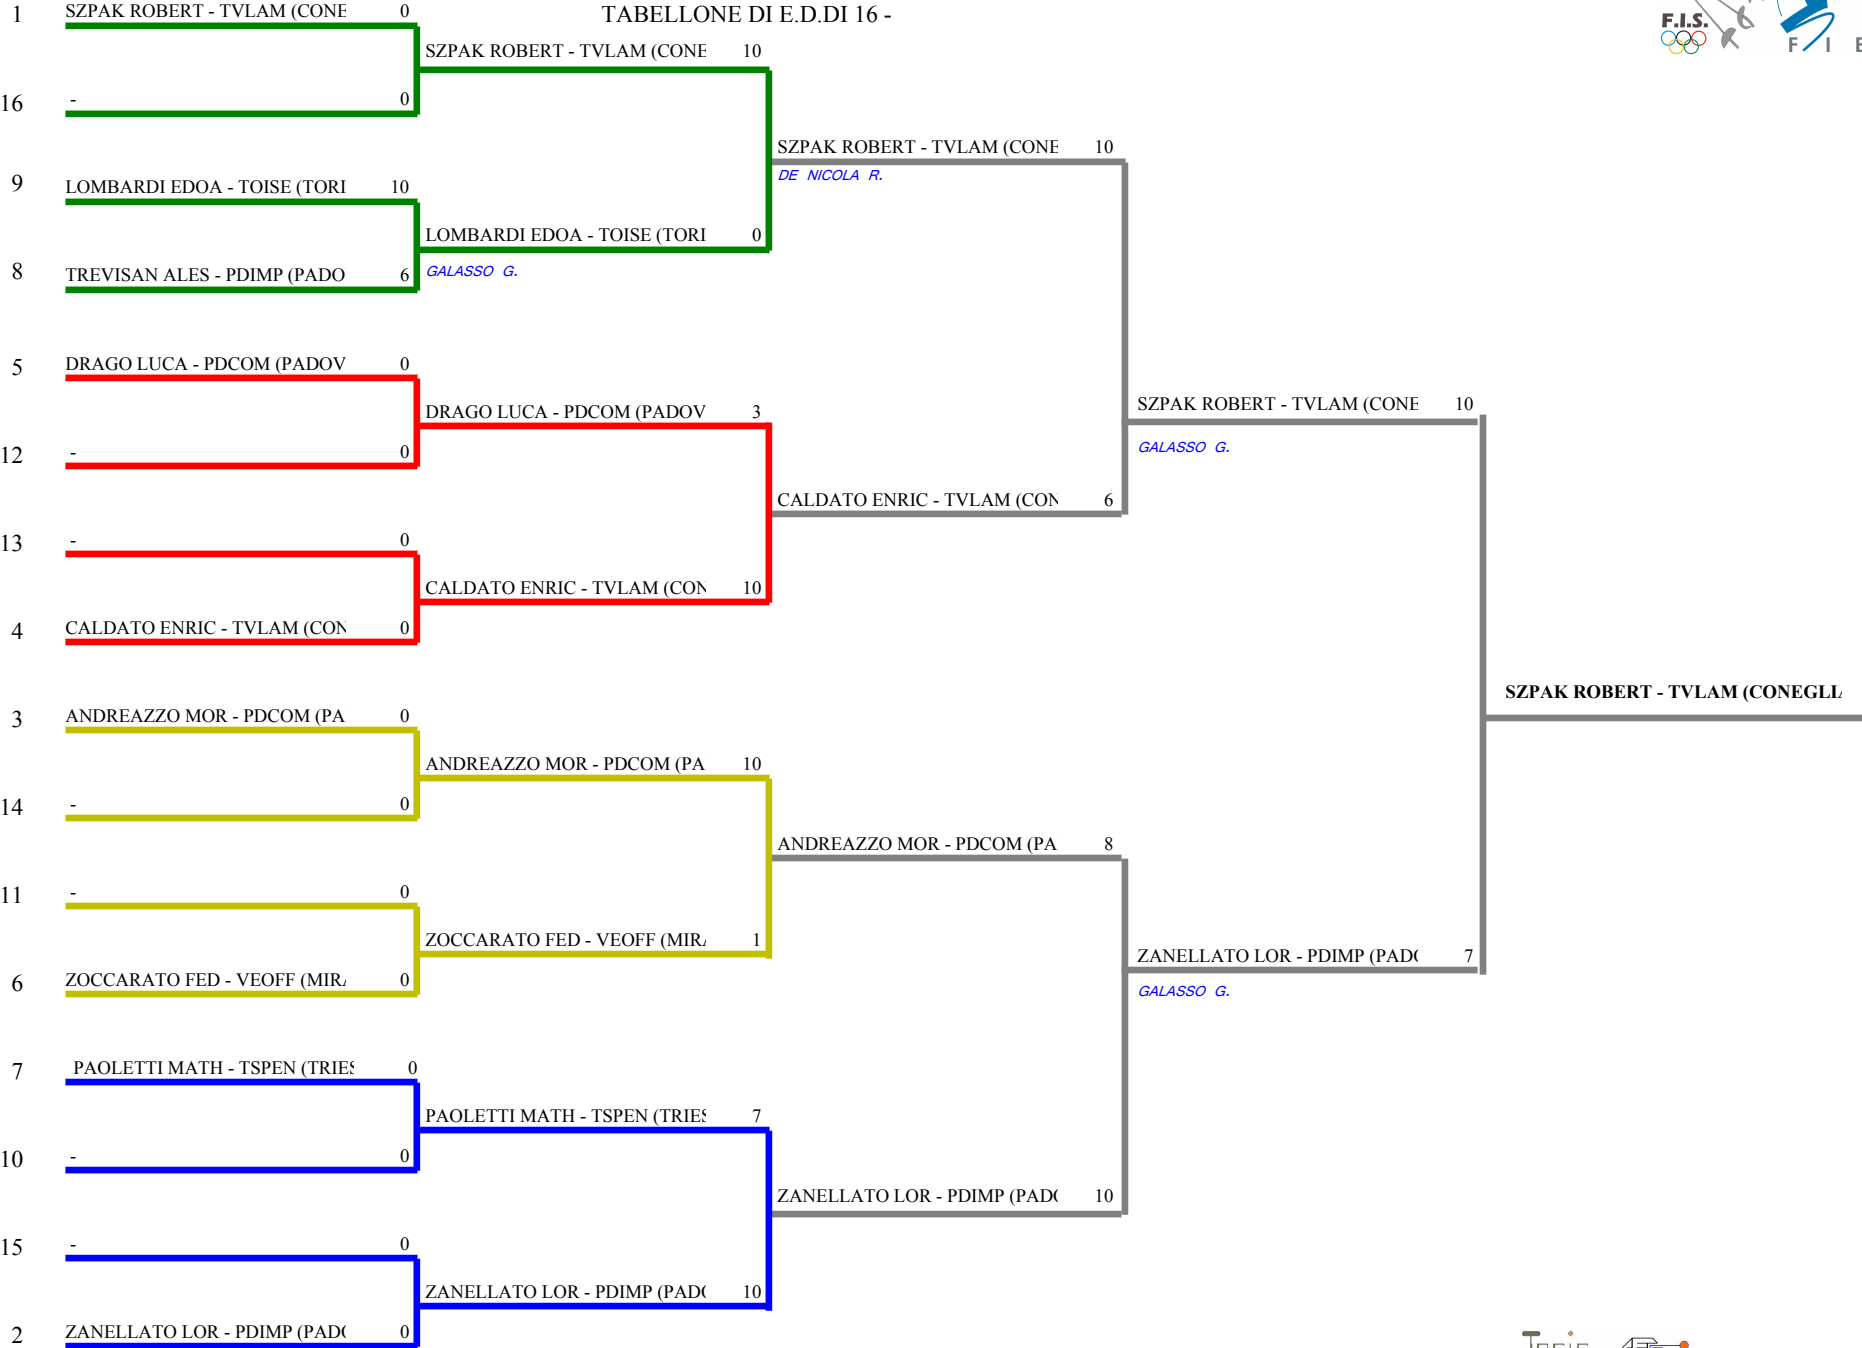 TABELLONE DI E.D.DI 16 -
F.I.S.
F I E
1 SZPAK ROBERT - TVLAM (CONE 0
SZPAK ROBERT - TVLAM (CONE 10
16 - 0
SZPAK ROBERT - TVLAM (CONE 10
DE NICOLA R.
9 LOMBARDI EDOA - TOISE (TORI 10
LOMBARDI EDOA - TOISE (TORI 0
GALASSO G.
8 TREVISAN ALES - PDIMP (PADO 6
5 DRAGO LUCA - PDCOM (PADOV 0
DRAGO LUCA - PDCOM (PADOV 3
SZPAK ROBERT - TVLAM (CONE 10
GALASSO G.
12 - 0
CALDATO ENRIC - TVLAM (CON 6
13 - 0
CALDATO ENRIC - TVLAM (CON 10
4 CALDATO ENRIC - TVLAM (CON 0
SZPAK ROBERT - TVLAM (CONEGLIA
3 ANDREAZZO MOR - PDCOM (PA 0
ANDREAZZO MOR - PDCOM (PA 10
14 - 0
ANDREAZZO MOR - PDCOM (PA 8
11 - 0
ZOCCARATO FED - VEOFF (MIRA 1
ZANELLATO LOR - PDIMP (PADO 7
GALASSO G.
6 ZOCCARATO FED - VEOFF (MIRA 0
7 PAOLETTI MATH - TSPEN (TRIES 0
PAOLETTI MATH - TSPEN (TRIES 7
10 - 0
ZANELLATO LOR - PDIMP (PADO 10
15 - 0
ZANELLATO LOR - PDIMP (PADO 10
2 ZANELLATO LOR - PDIMP (PADO 0